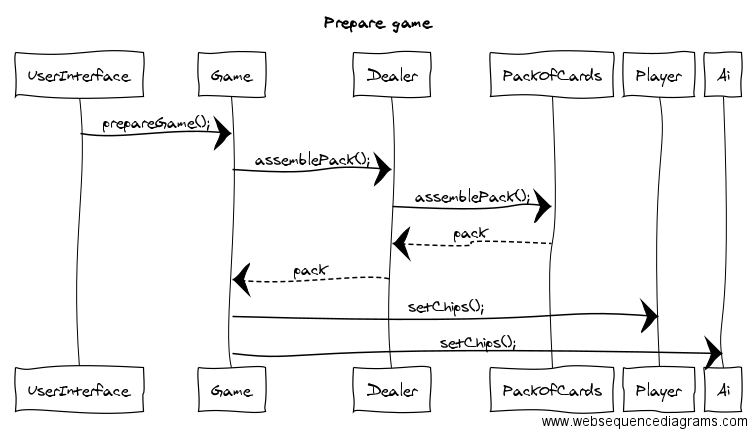 Prepare game
UserInterface Game Dealer PackOfCards Player Ai
prepareGame();
assemblePack();
assemblePack();
pack
pack
setChips();
setChips();
UserInterface Game Dealer PackOfCards Player Ai
www.websequencediagrams.com